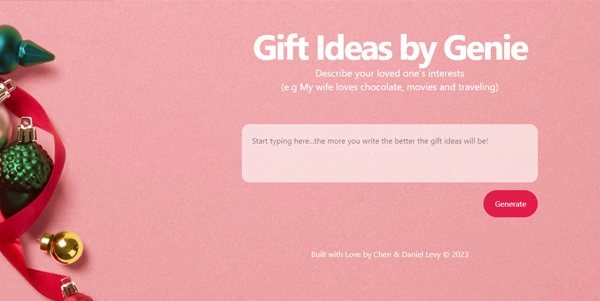 Gift Ideas by Genie
Describe your loved one's interests
(e.g My wife loves chocolate, movies and traveling)
Start typing here...the more you write the better the gift ideas will be!
Generate
Built with Love by Chen & Daniel Levy © 2023